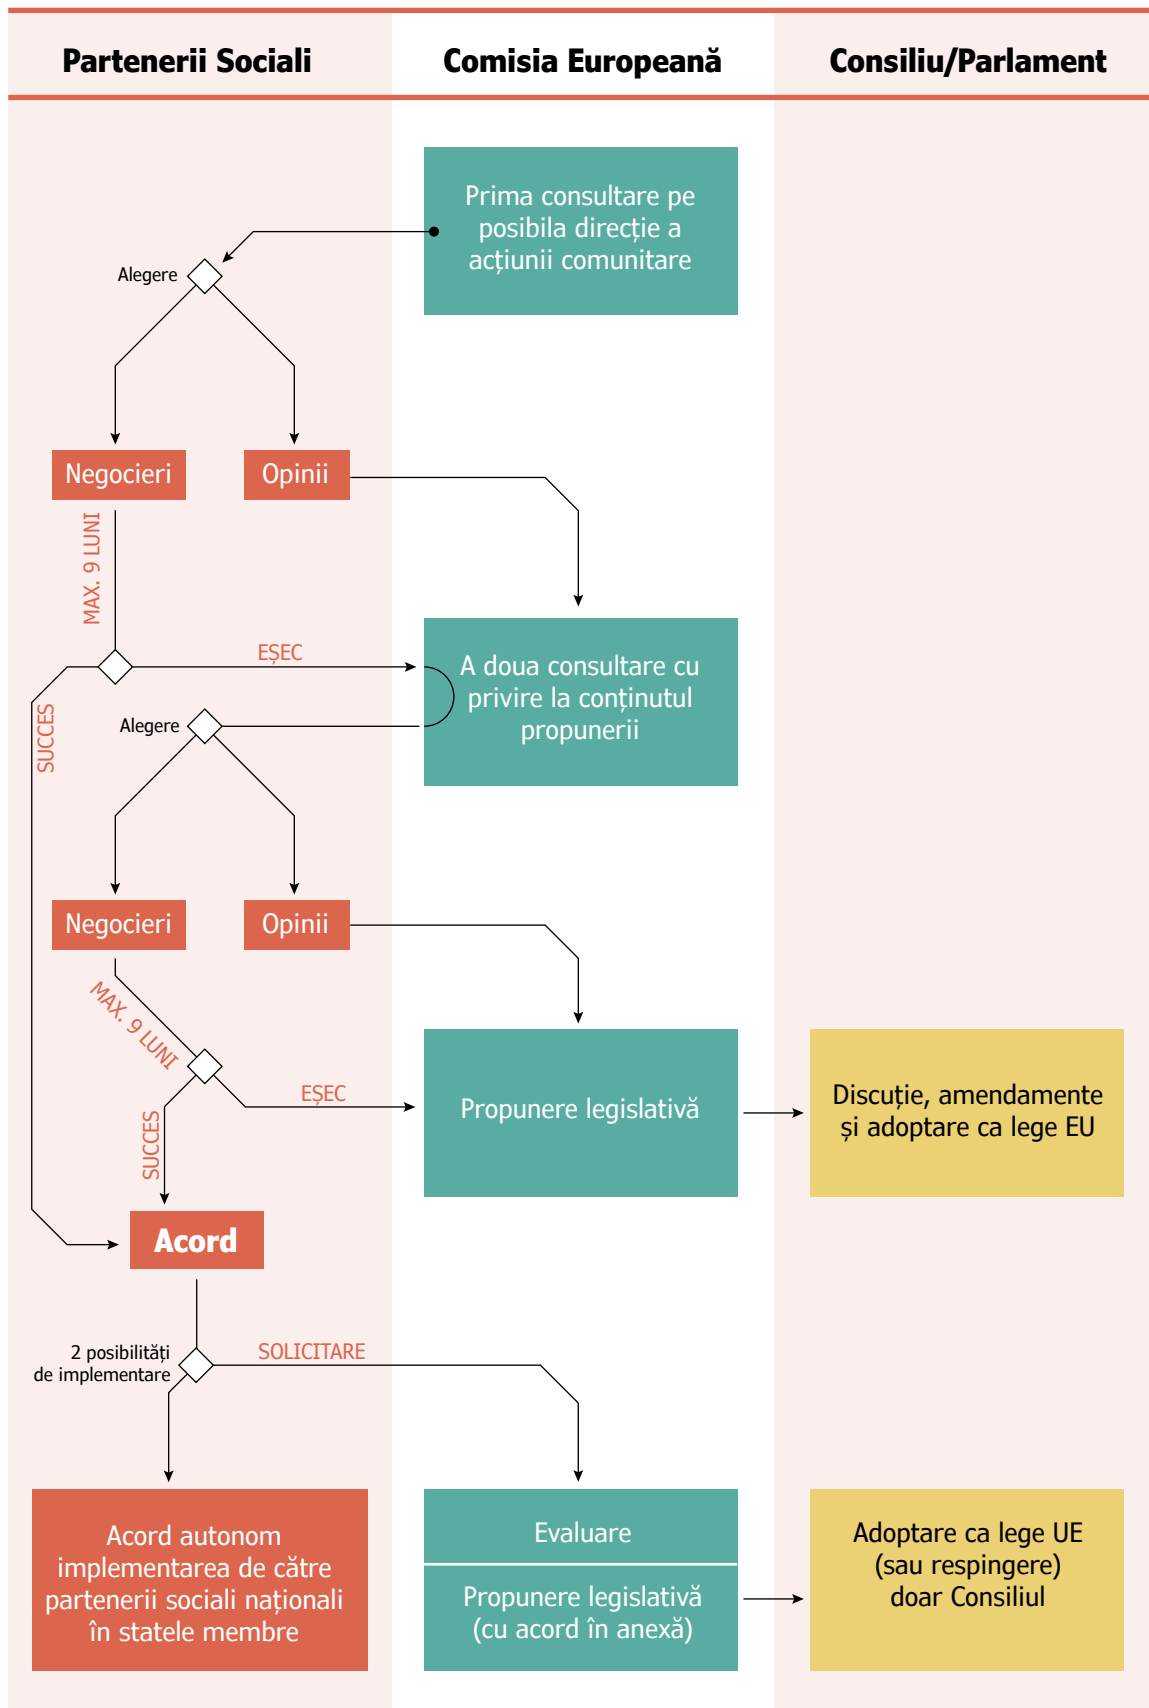 Partenerii Sociali
Comisia Europeană
Consiliu/Parlament
Prima consultare pe
posibila direcție a
acțiunii comunitare
Alegere
Negocieri
Opinii
MAX. 9 LUNI
EȘEC
A doua consultare cu
privire la conținutul
propunerii
SUCCES
Alegere
Negocieri
Opinii
MAX. 9 LUNI
EȘEC
SUCCES
Propunere legislativă
Discuție, amendamente
și adoptare ca lege EU
Acord
2 posibilități
de implementare
SOLICITARE
Acord autonom
implementarea de către
partenerii sociali naționali
în statele membre
Evaluare
Propunere legislativă
(cu acord în anexă)
Adoptare ca lege UE
(sau respingere)
doar Consiliul